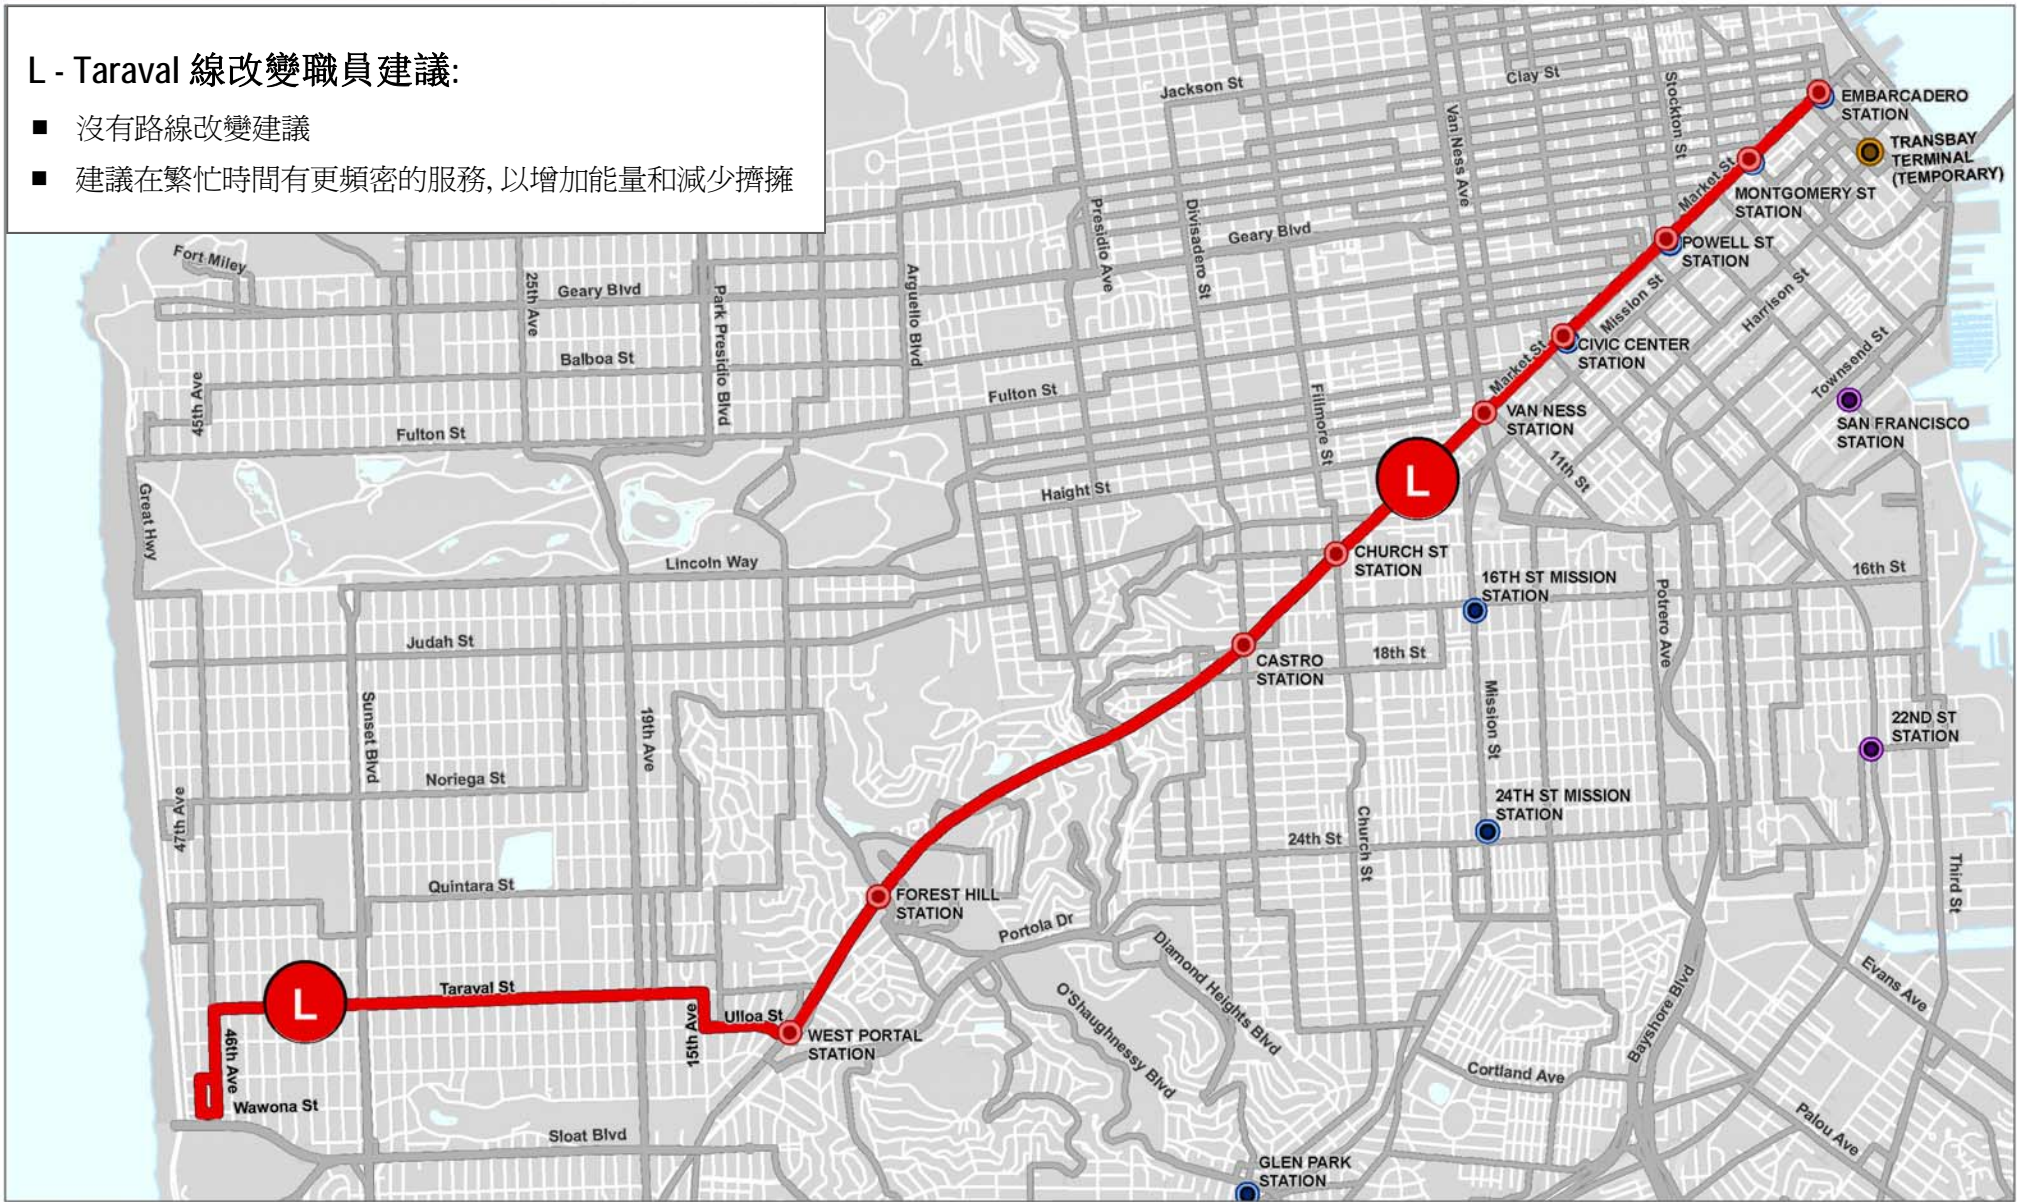 L - Taraval 線改變職員建議:
■ 沒有路線改變建議
■ 建議在繁忙時間有更頻密的服務, 以增加能量和減少擠擁
Jackson St
Clay St
Stockton St
Van Ness Ave
EMBARCADERO
STATION
TRANSBAY
TERMINAL
(TEMPORARY)
Market St
MONTGOMERY ST
STATION
Presidio Ave
Divisadero St
Geary Blvd
POWELL ST
STATION
Fort Miley
25th Ave
Geary Blvd
Park Presidio Blvd
Arguello Blvd
Mission St
Harrison St
Market St
CIVIC CENTER
STATION
Townsend St
Balboa St
45th Ave
Fulton St
Fulton St
Fillmore St
VAN NESS
STATION
SAN FRANCISCO
STATION
L
11th St
Great Hwy
Haight St
Lincoln Way
CHURCH ST
STATION
16TH ST MISSION
STATION
16th St
Potrero Ave
Judah St
CASTRO
STATION
18th St
Sunset Blvd
19th Ave
Mission St
22ND ST
STATION
Noriega St
47th Ave
24TH ST MISSION
STATION
24th St
Church St
Third St
Quintara St
FOREST HILL
STATION
Portola Dr
Diamond Heights Blvd
O'Shaughnessy Blvd
Evans Ave
Bayshore Blvd
L
Taraval St
15th Ave
Ulloa St
WEST PORTAL
STATION
46th Ave
Wawona St
Cortland Ave
Palou Ave
Sloat Blvd
GLEN PARK
STATION